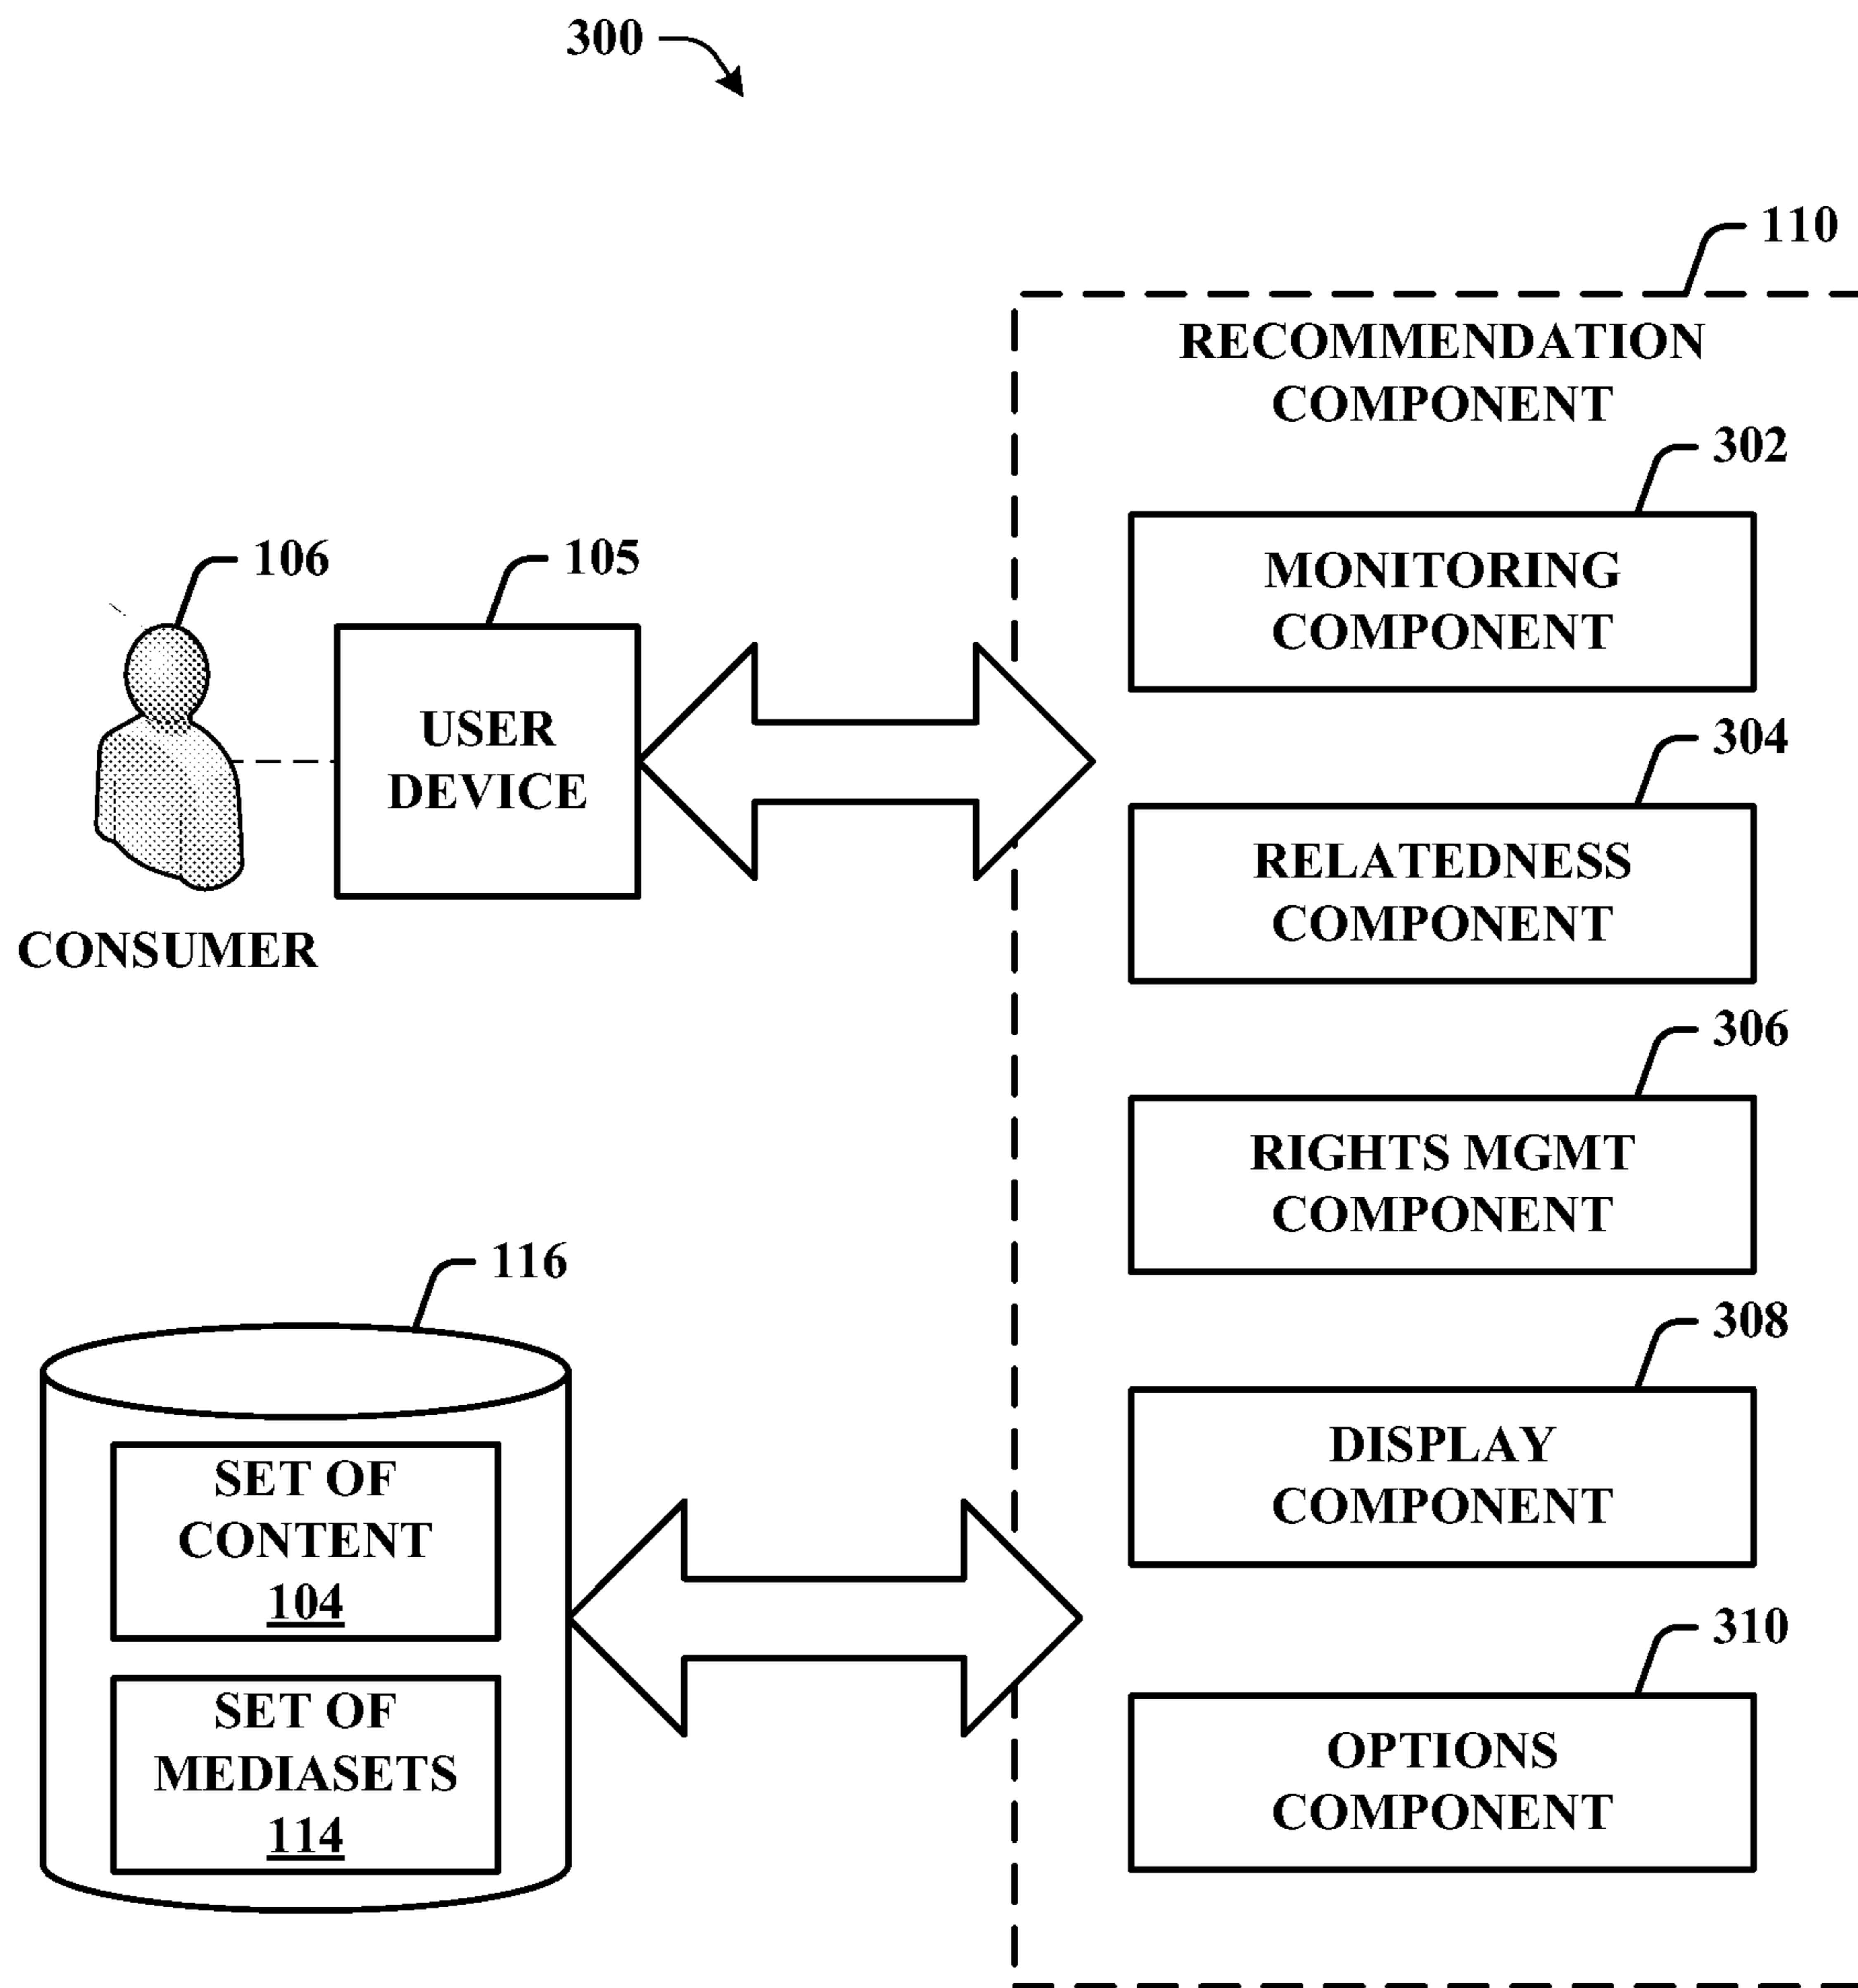 300
110
RECOMMENDATION
COMPONENT
302
MONITORING
COMPONENT
106
105
USER
DEVICE
CONSUMER
304
RELATEDNESS
COMPONENT
306
RIGHTS MGMT
COMPONENT
116
SET OF
CONTENT
104
SET OF
MEDIASETS
114
308
DISPLAY
COMPONENT
310
OPTIONS
COMPONENT